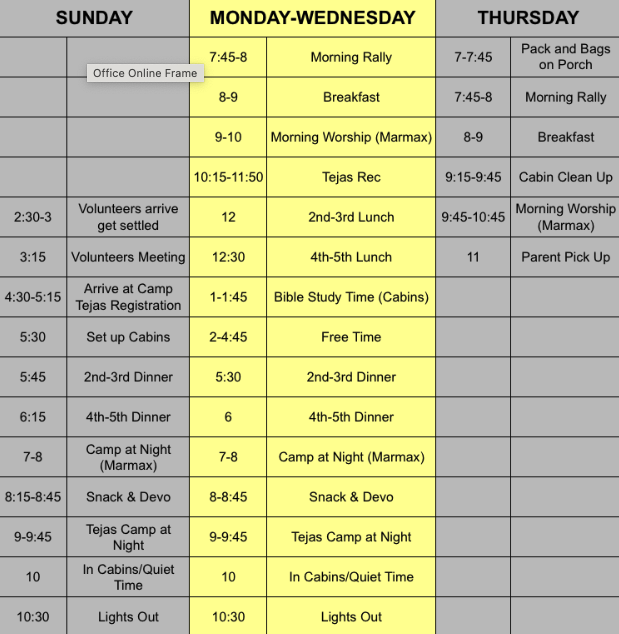 SUNDAY MONDAY-WEDNESDAY THURSDAY
7:45-8 Morning Rally 7-7:45 Pack and Bags on Porch
Office Online Frame
8-9 Breakfast 7:45-8 Morning Rally
9-10 Morning Worship (Marmax) 8-9 Breakfast
10:15-11:50 Tejas Rec 9:15-9:45 Cabin Clean Up
2:30-3 Volunteers arrive get settled 12 2nd-3rd Lunch 9:45-10:45 Morning Worship (Marmax)
3:15 Volunteers Meeting 12:30 4th-5th Lunch 11 Parent Pick Up
4:30-5:15 Arrive at Camp Tejas Registration 1-1:45 Bible Study Time (Cabins)
5:30 Set up Cabins 2-4:45 Free Time
5:45 2nd-3rd Dinner 5:30 2nd-3rd Dinner
6:15 4th-5th Dinner 6 4th-5th Dinner
7-8 Camp at Night (Marmax) 7-8 Camp at Night (Marmax)
8:15-8:45 Snack & Devo 8-8:45 Snack & Devo
9-9:45 Tejas Camp at Night 9-9:45 Tejas Camp at Night
10 In Cabins/Quiet Time 10 In Cabins/Quiet Time
10:30 Lights Out 10:30 Lights Out